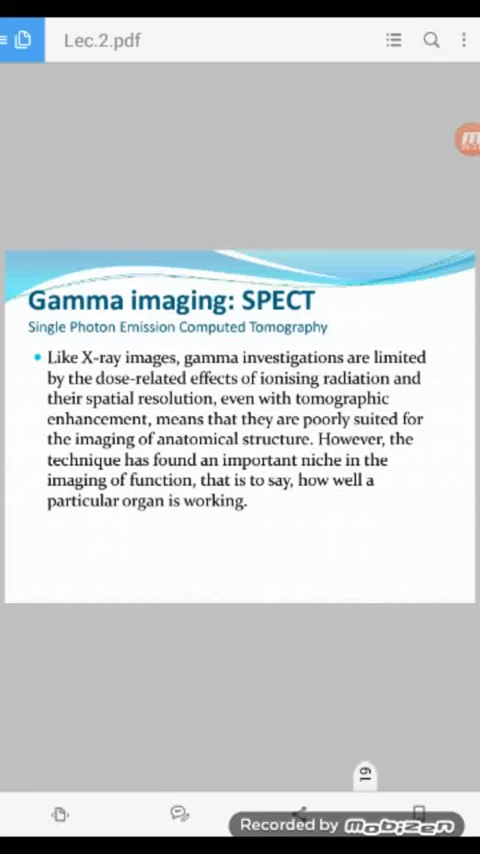 Lec.2.pdf
Gamma imaging: SPECT
Single Photon Emission Computed Tomography
• Like X-ray images, gamma investigations are limited
by the dose-related effects of ionising radiation and
their spatial resolution, even with tomographic
enhancement, means that they are poorly suited for
the imaging of anatomical structure. However, the
technique has found an important niche in the
imaging of function, that is to say, how well a
particular organ is working.
19
Recorded by mobizen